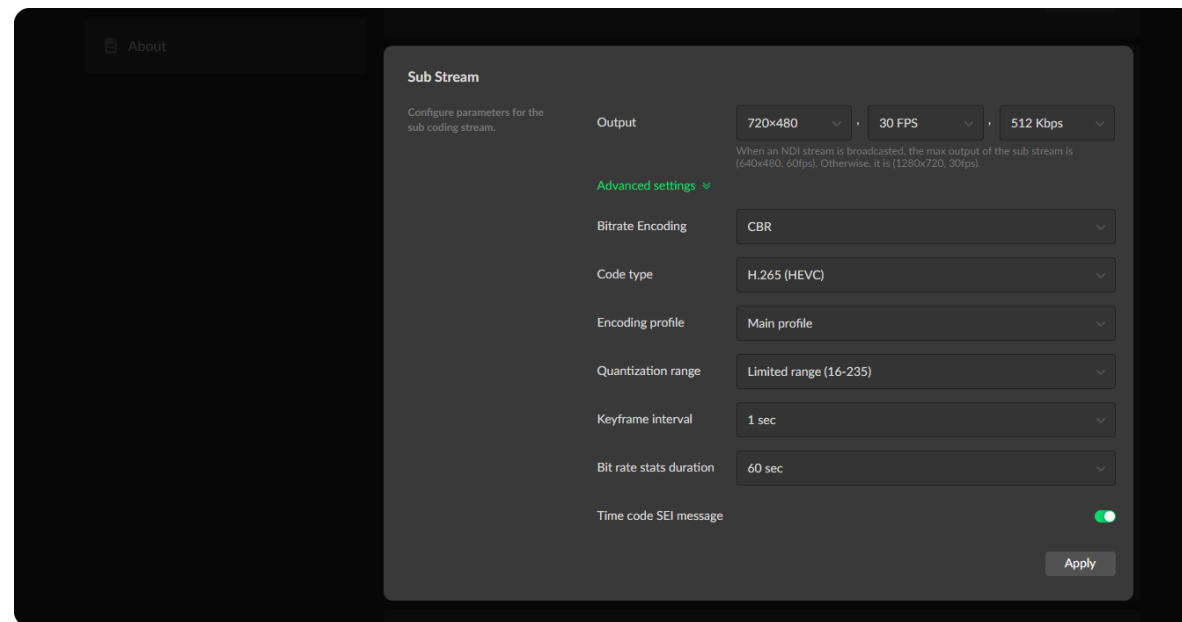 About
Sub Stream
Configure parameters for the
sub coding stream.
Output
720×480 , 30 FPS , 512 Kbps
When an NDI stream is broadcasted, the max output of the sub stream is
(640x480, 60fps). Otherwise, it is (1280x720, 30fps).
Advanced settings
Bitrate Encoding CBR
Code type H.265 (HEVC)
Encoding profile Main profile
Quantization range Limited range (16-235)
Keyframe interval 1 sec
Bit rate stats duration 60 sec
Time code SEI message
Apply